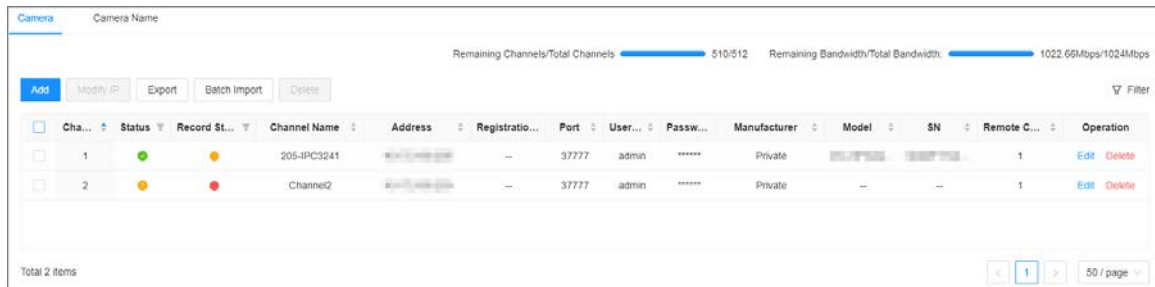 Camera Camera Name
Remaining Channels/Total Channels 510/512 Remaining Bandwidth/Total Bandwidth: 1022.66Mbps/1024Mbps
Add Modify IP Export Batch Import Delete Filter
Cha... Status Record St... Channel Name Address Registratio... Port User... Passw... Manufacturer Model SN Remote C... Operation
1 205-IPC3241 -- 37777 admin ****** Private 1 Edit Delete
2 Channel2 -- 37777 admin ****** Private -- -- 1 Edit Delete
Total 2 items < 1 > 50 / page